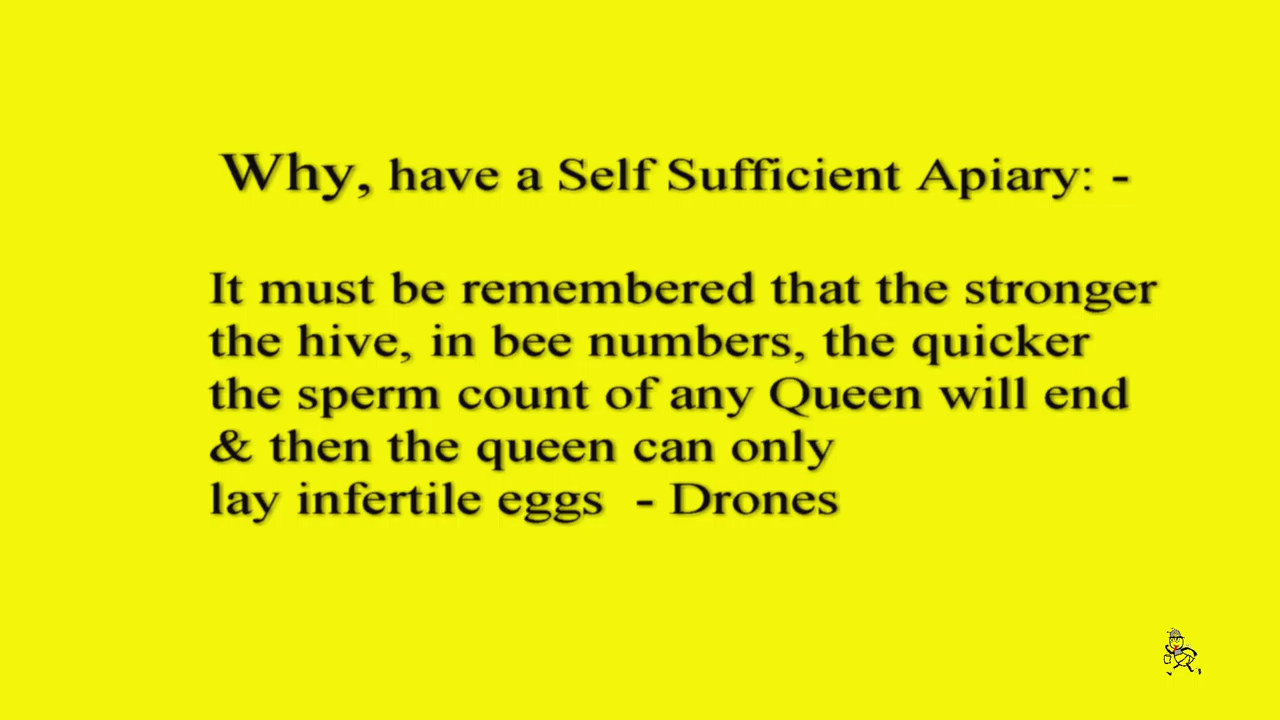 Why, have a Self Sufficient Apiary: -
It must be remembered that the stronger
the hive, in bee numbers, the quicker
the sperm count of any Queen will end
& then the queen can only
lay infertile eggs - Drones